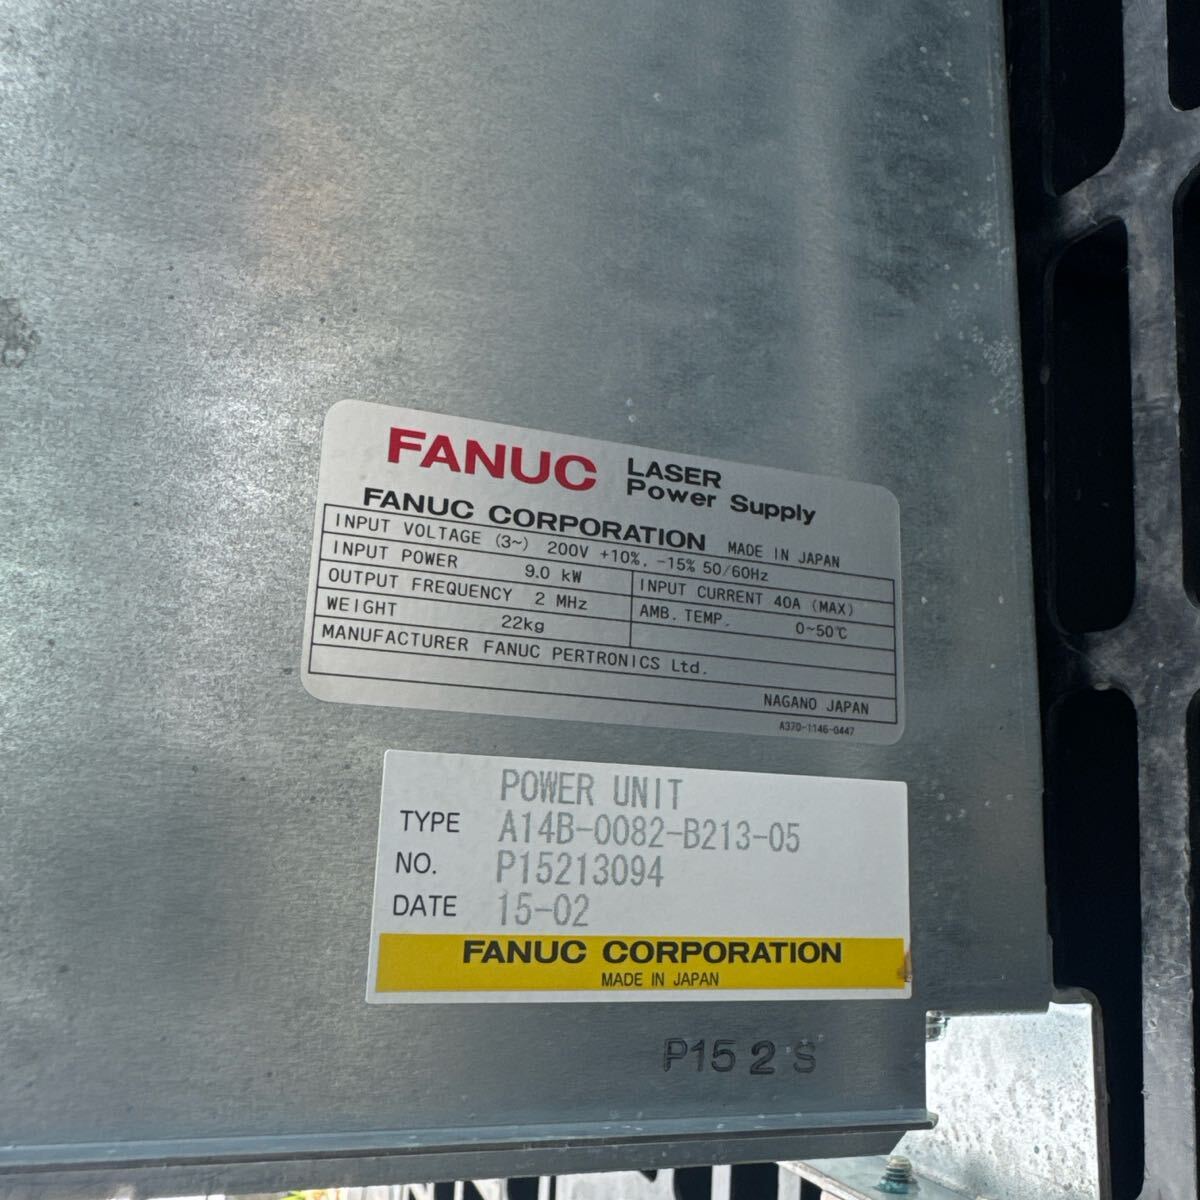 FANUC LASER
Power Supply
FANUC CORPORATION MADE IN JAPAN
INPUT VOLTAGE (3~) 200V +10%, -15% 50/60Hz
INPUT POWER 9.0 kW INPUT CURRENT 40A (MAX)
OUTPUT FREQUENCY 2 MHz AMB. TEMP. 0~50℃
WEIGHT 22kg
MANUFACTURER FANUC PERTRONICS Ltd.
NAGANO JAPAN
A370-1146-0447
POWER UNIT
TYPE A14B-0082-B213-05
NO. P15213094
DATE 15-02
FANUC CORPORATION
MADE IN JAPAN
P15 2 S